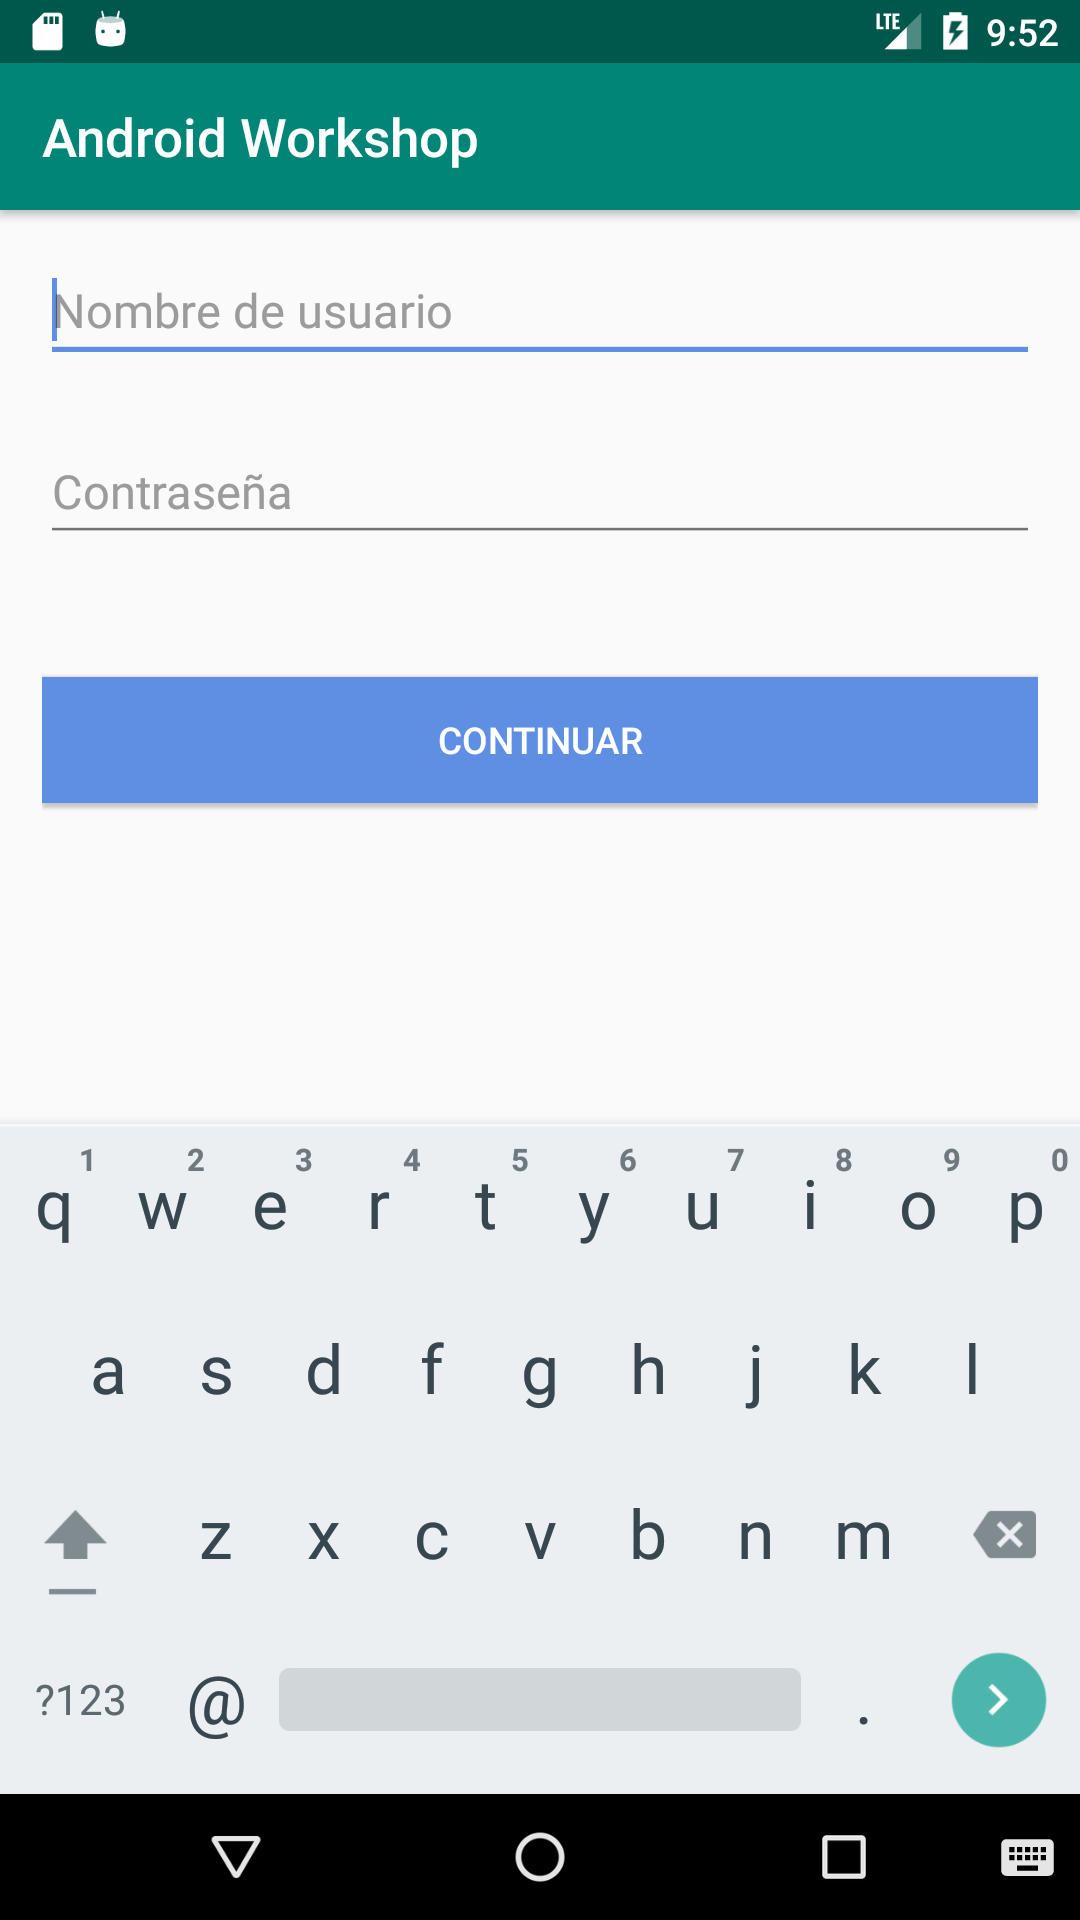 LTE 9:52
Android Workshop
Nombre de usuario
Contraseña
CONTINUAR
1 2 3 4 5 6 7 8 9 0
q w e r t y u i o p
a s d f g h j k l
z x c v b n m
?123 @ .